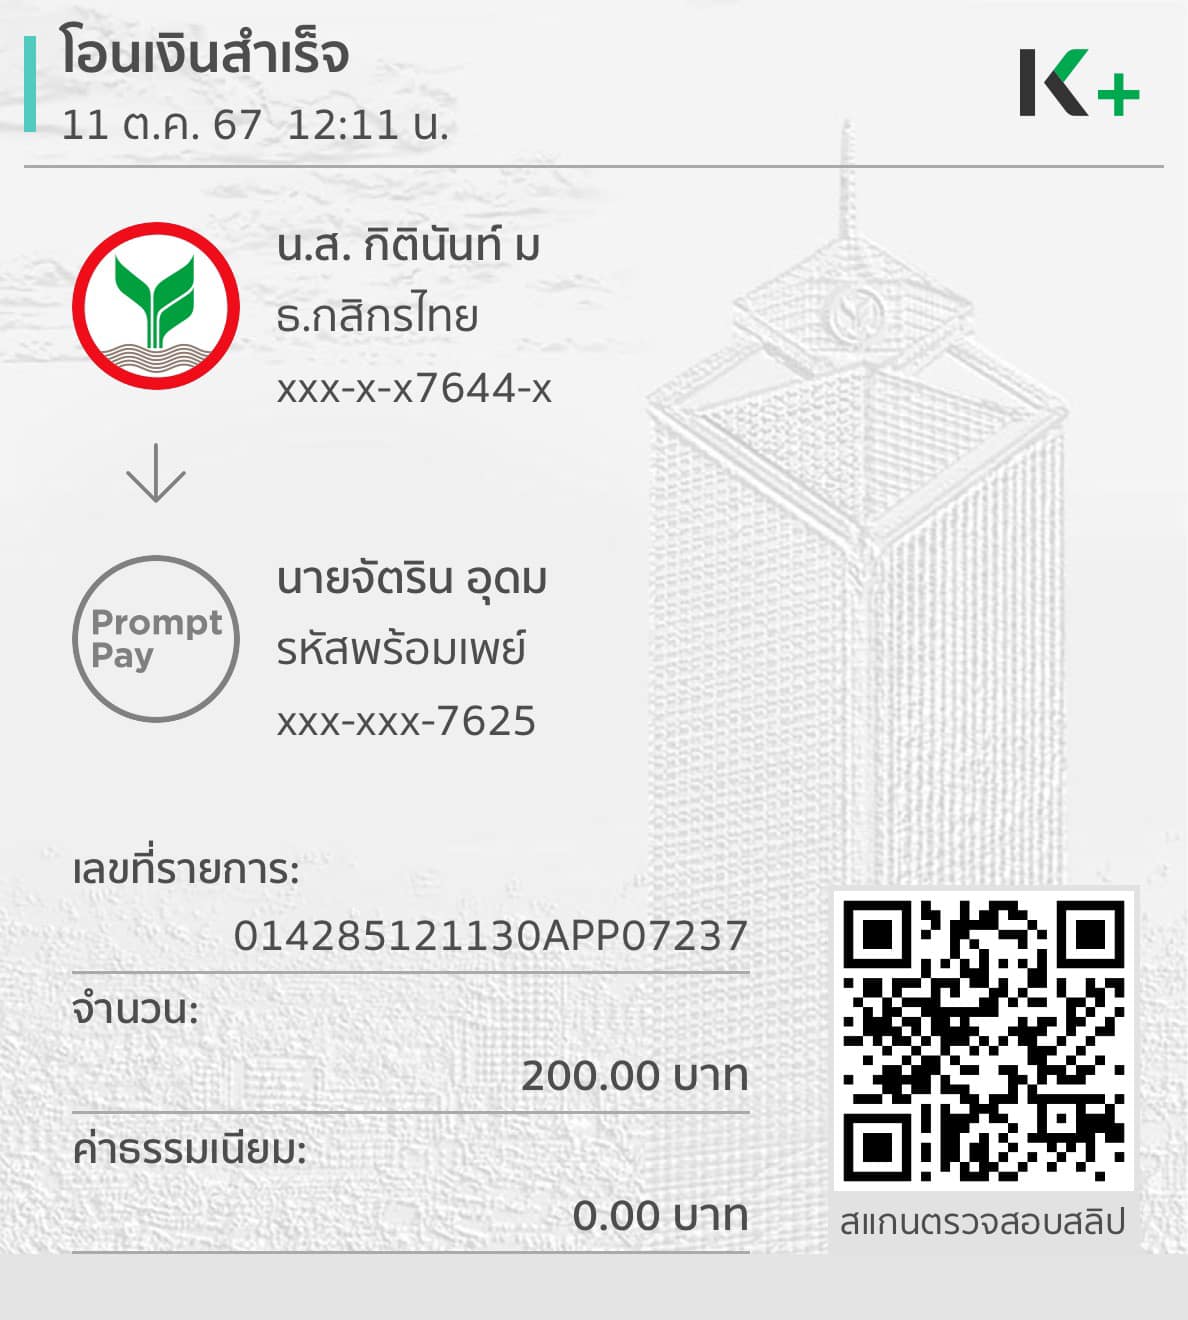 โอนเงินสำเร็จ
11 ต.ค. 67 12:11 น.
K+
น.ส. กิตินันท์ ม
ธ.กสิกรไทย
xxx-x-x7644-x
Prompt
Pay
นายจัตริน อุดม
รหัสพร้อมเพย์
xxx-xxx-7625
เลขที่รายการ:
014285121130APP07237
จำนวน:
200.00 บาท
ค่าธรรมเนียม:
0.00 บาท
สแกนตรวจสอบสลิป